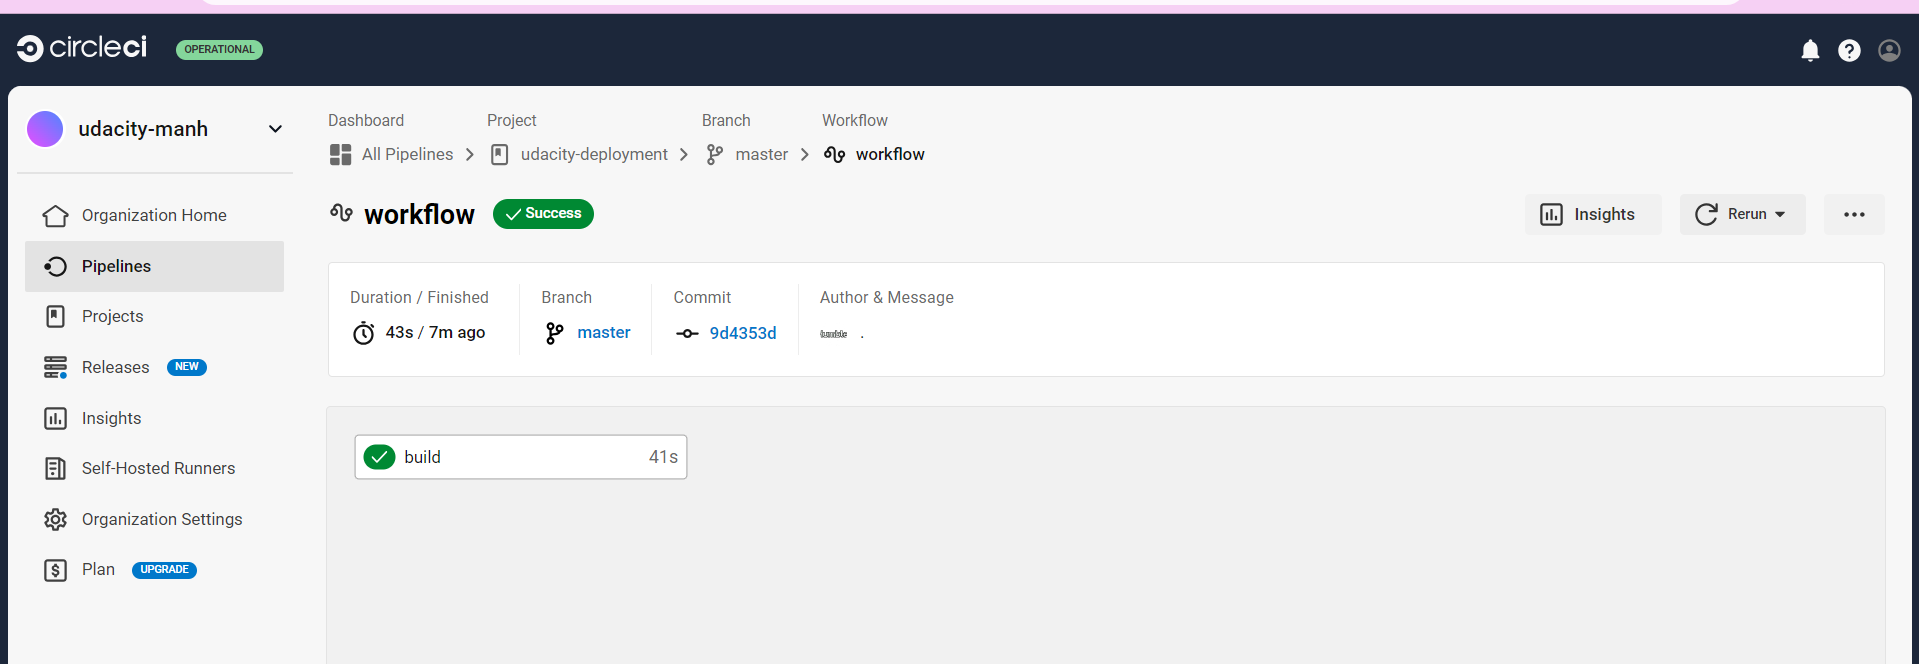 circleci OPERATIONAL
udacity-manh
Organization Home
Pipelines
Projects
Releases NEW
Insights
Self-Hosted Runners
Organization Settings
Plan UPGRADE
Dashboard Project Branch Workflow
All Pipelines udacity-deployment master workflow
workflow Success
Insights Rerun
Duration / Finished Branch Commit Author & Message
43s / 7m ago master 9d4353d .
build 41s